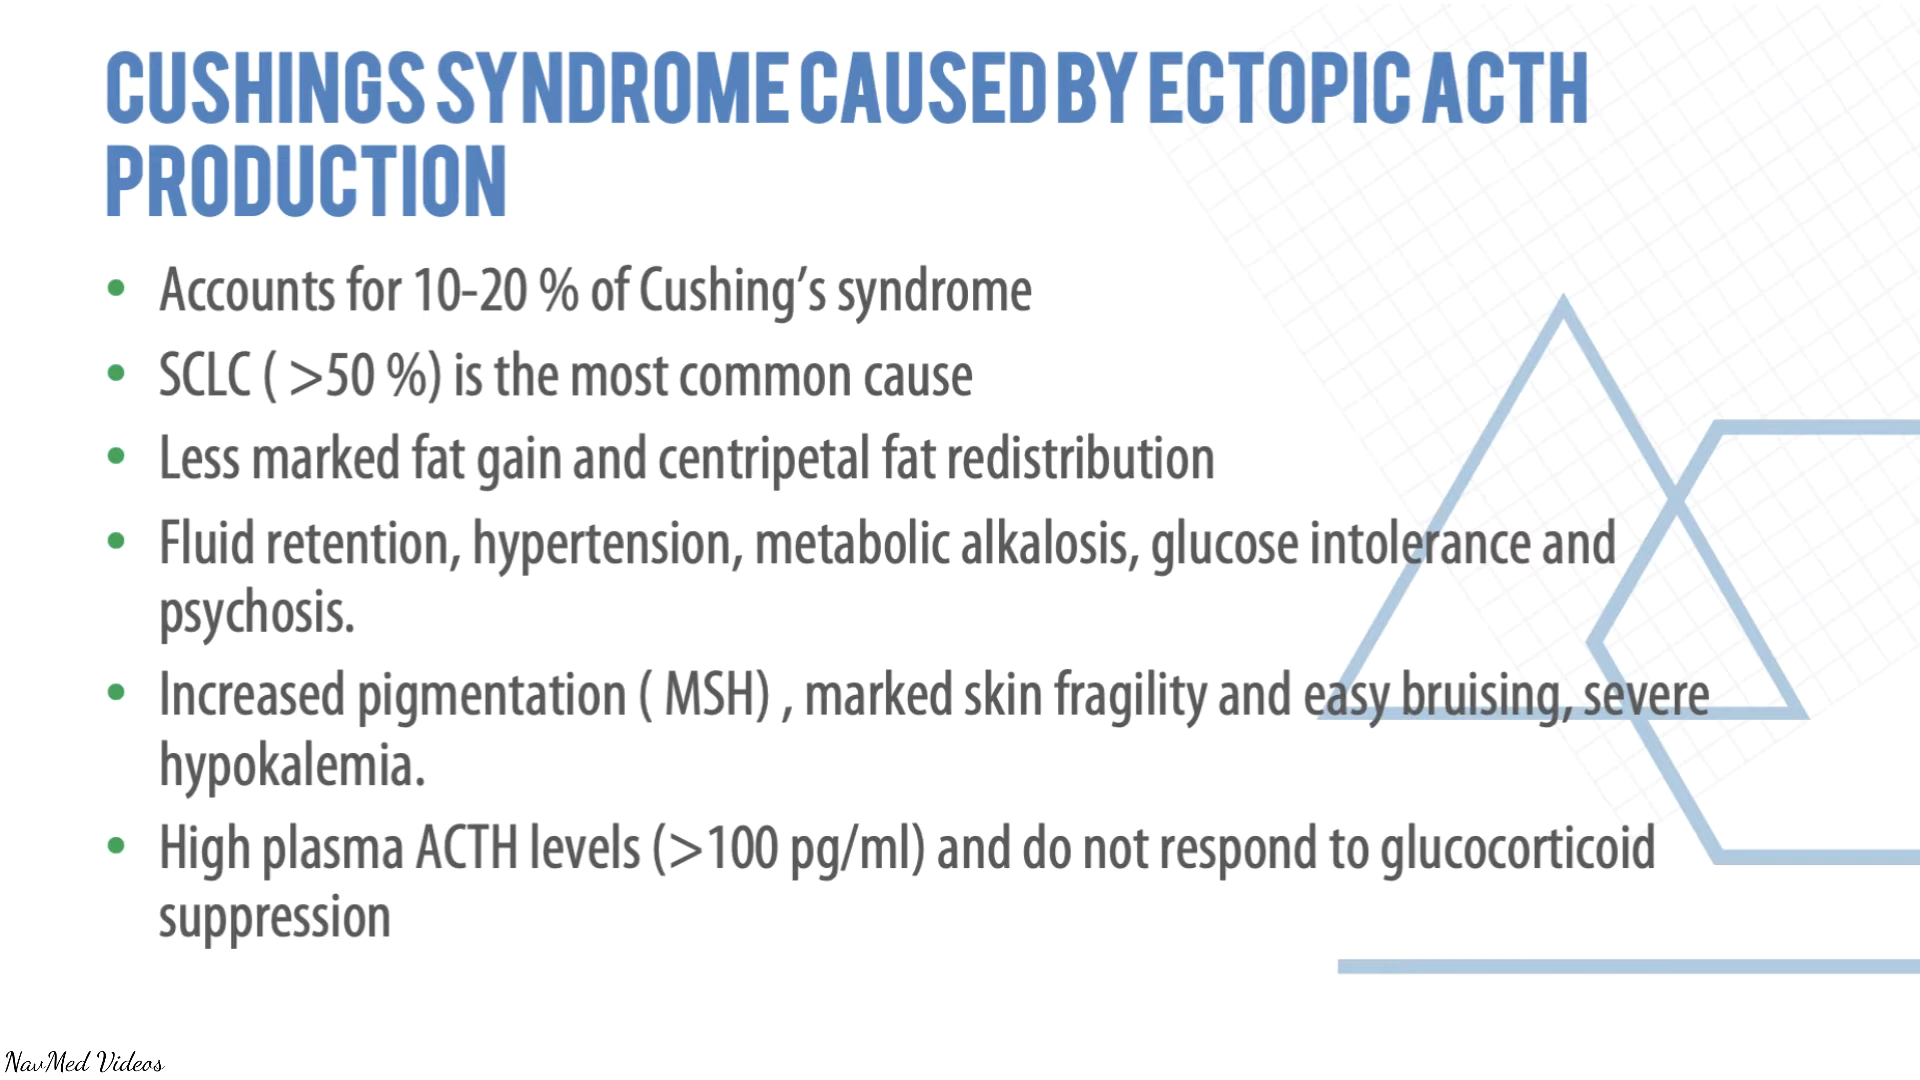 CUSHINGS SYNDROME CAUSED BY ECTOPIC ACTH
PRODUCTION
• Accounts for 10-20 % of Cushing’s syndrome
• SCLC ( >50 %) is the most common cause
• Less marked fat gain and centripetal fat redistribution
• Fluid retention, hypertension, metabolic alkalosis, glucose intolerance and
psychosis.
• Increased pigmentation ( MSH) , marked skin fragility and easy bruising, severe
hypokalemia.
• High plasma ACTH levels (>100 pg/ml) and do not respond to glucocorticoid
suppression
NavMed Videos